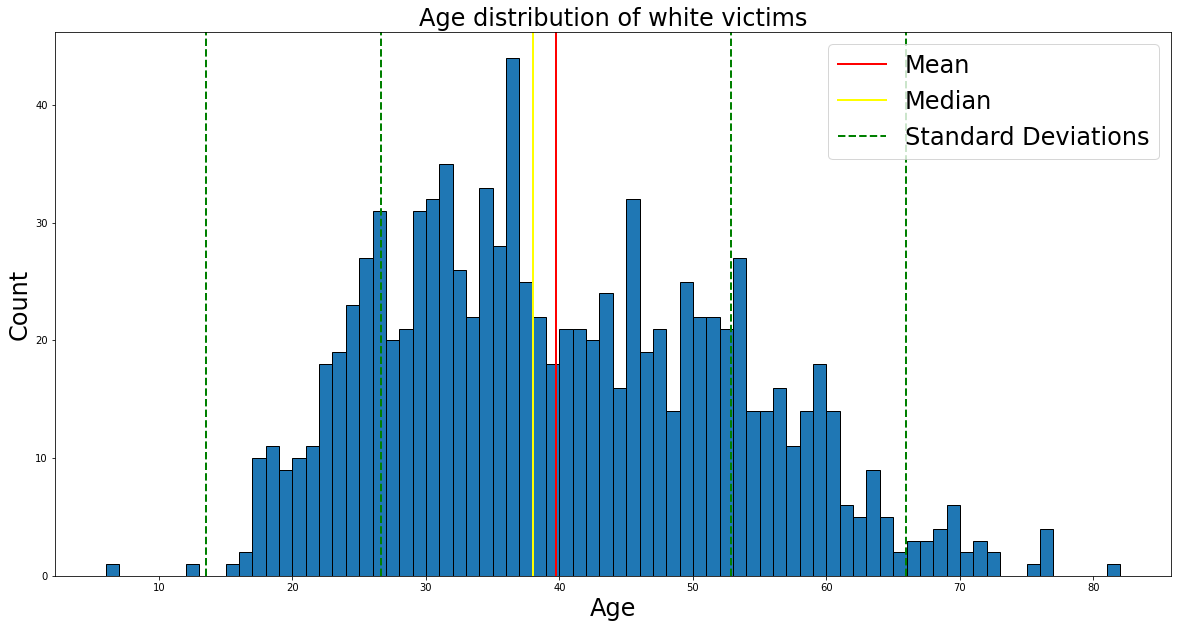 Age distribution of white victims
Mean
Median
Standard Deviations
Count
40
30
20
10
0
10 20 30 40 50 60 70 80
Age